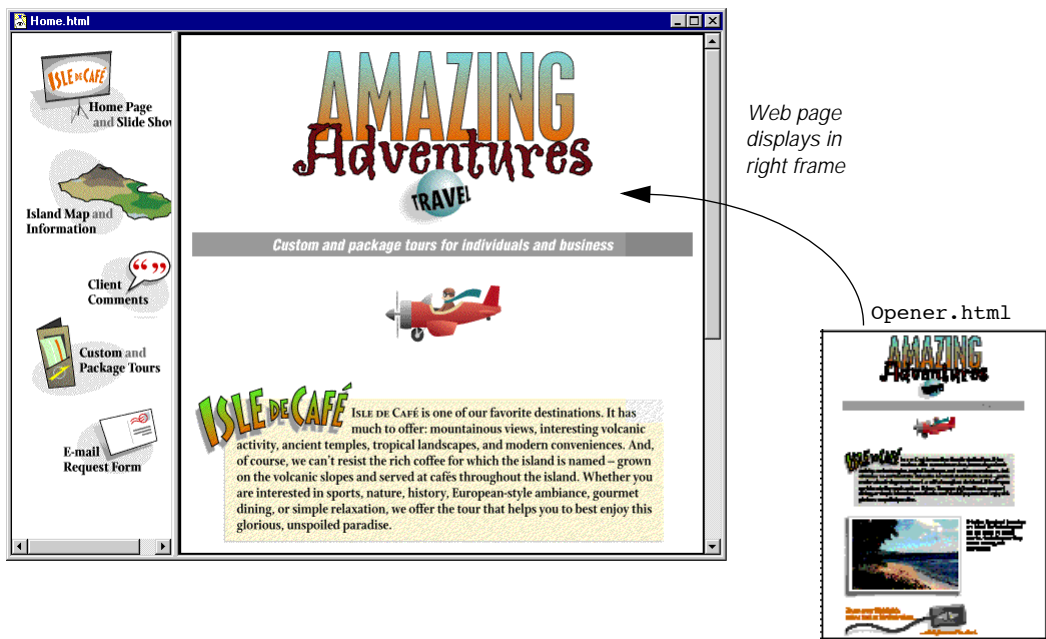 Home.html
ISLE DE CAFÉ
Home Page
and Slide Show
Island Map and
Information
Client
Comments
Custom and
Package Tours
E-mail
Request Form
AMAZING
Adventures
TRAVEL
Custom and package tours for individuals and business
ISLE DE CAFÉ
ISLE DE CAFÉ is one of our favorite destinations. It has
much to offer: mountainous views, interesting volcanic
activity, ancient temples, tropical landscapes, and modern conveniences. And,
of course, we can't resist the rich coffee for which the island is named – grown
on the volcanic slopes and served at cafés throughout the island. Whether you
are interested in sports, nature, history, European-style ambiance, gourmet
dining, or simple relaxation, we offer the tour that helps you to best enjoy this
glorious, unspoiled paradise.
Web page
displays in
right frame
Opener.html
AMAZING
Adventures